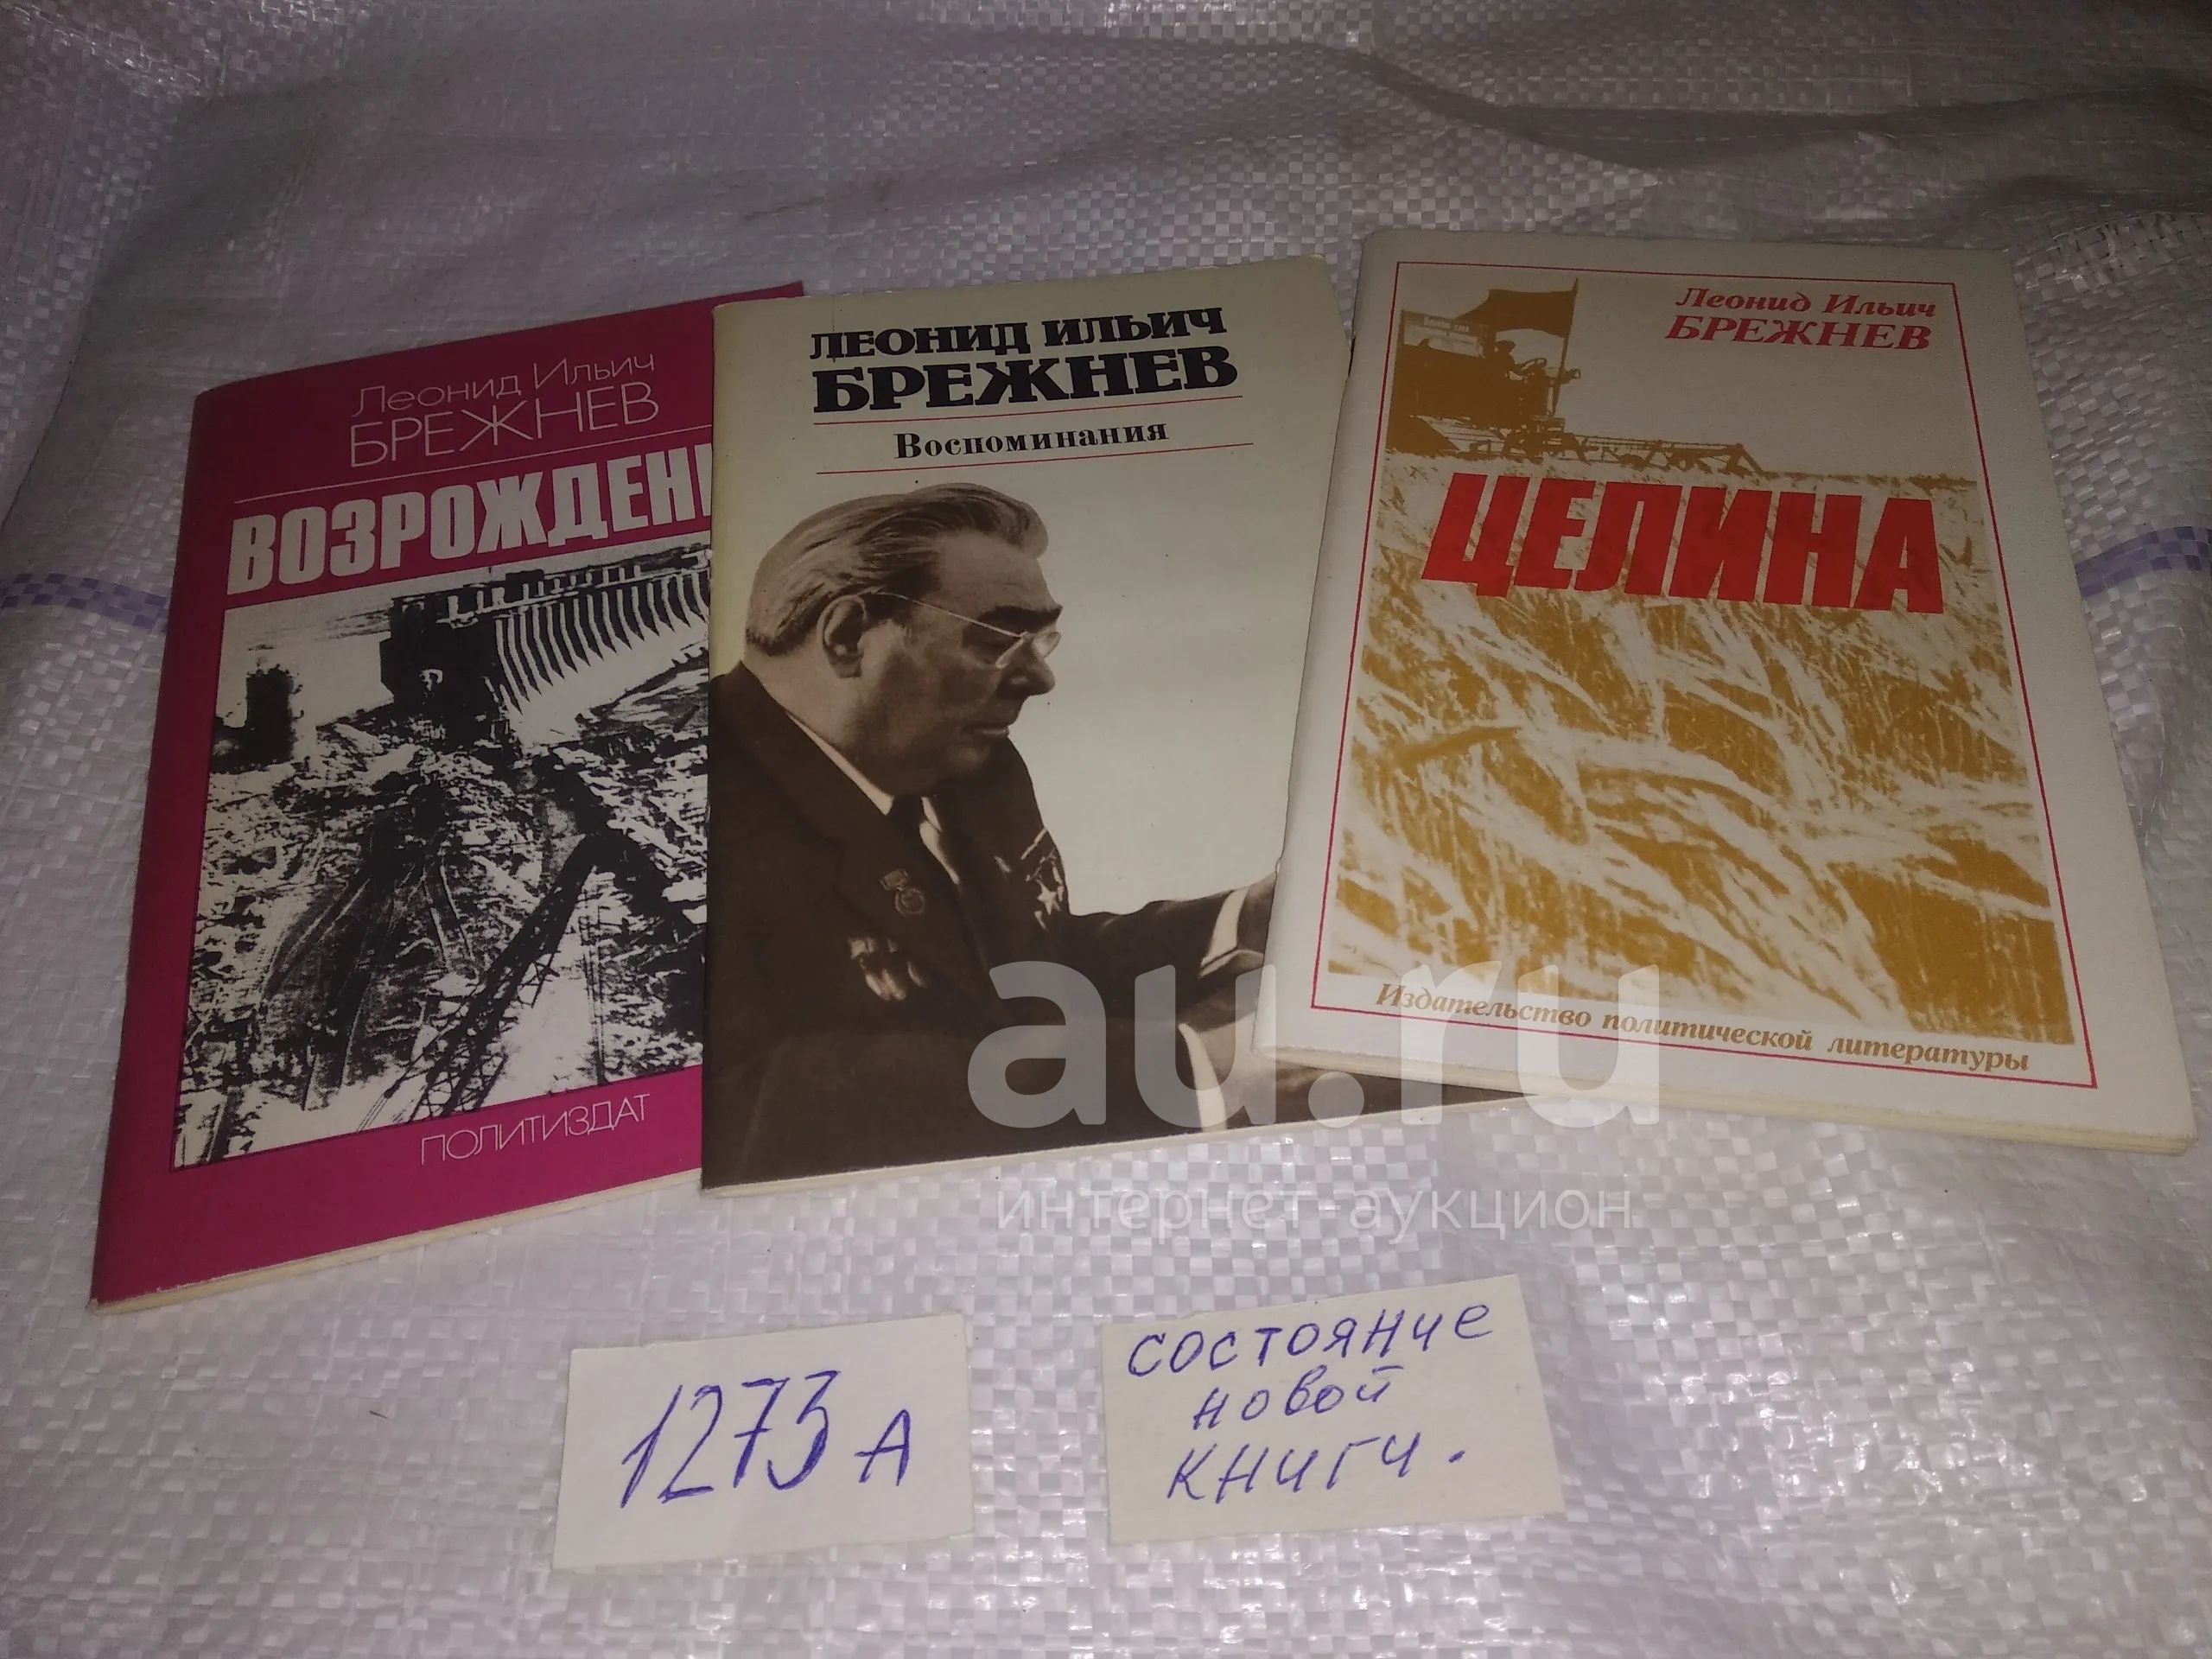 Леонид Ильич
БРЕЖНЕВ
ВОЗРОЖДЕНИ
ПОЛИТИЗДАТ
ЛЕОНИД ИЛЬИЧ
БРЕЖНЕВ
Воспоминания
Леонид Ильич
БРЕЖНЕВ
ЦЕЛИНА
Издательство политической литературы
au.ru
интернет-аукцион
1273 А
состояние
новой
книги.